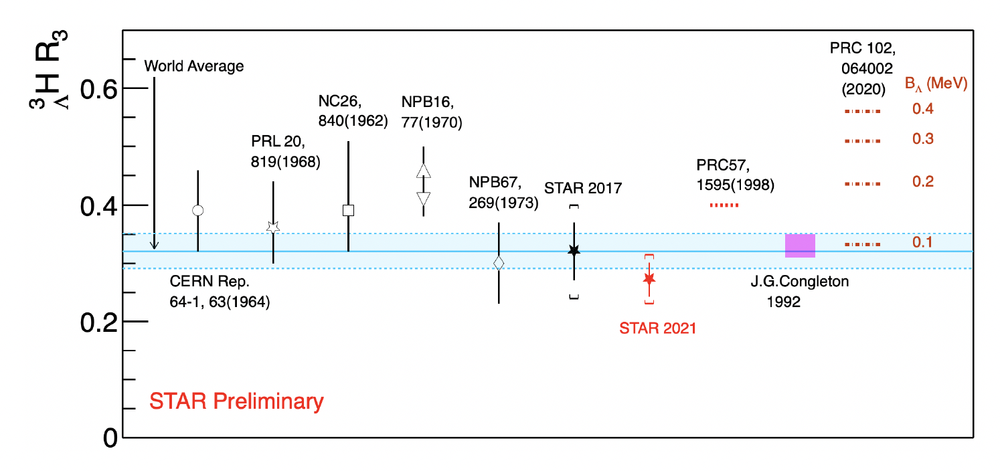 ³ΛH R₃
0.6
0.4
0.2
0
World Average
CERN Rep.
64-1, 63(1964)
PRL 20,
819(1968)
NC26,
840(1962)
NPB16,
77(1970)
NPB67,
269(1973)
STAR 2017
STAR 2021
PRC57,
1595(1998)
J.G.Congleton
1992
PRC 102,
064002
(2020)
BΛ (MeV)
0.4
0.3
0.2
0.1
STAR Preliminary